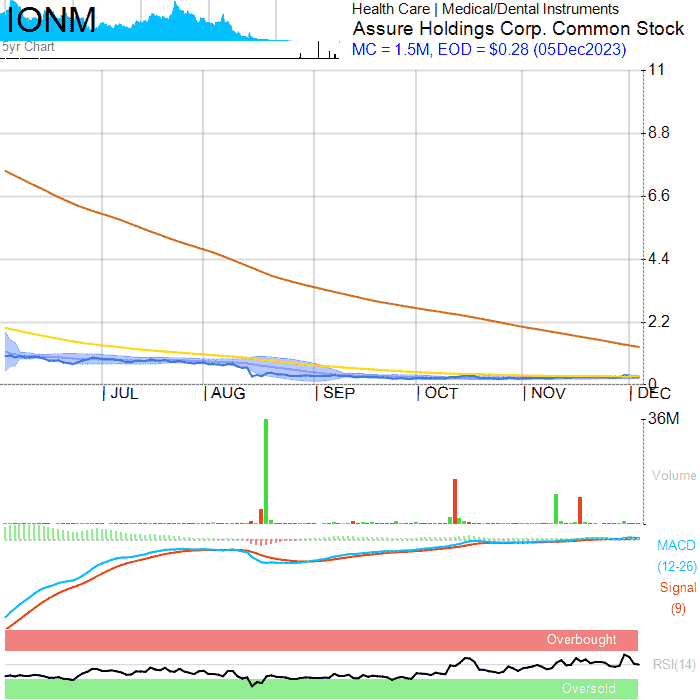 IONM
5yr Chart
Health Care | Medical/Dental Instruments
Assure Holdings Corp. Common Stock
MC = 1.5M, EOD = $0.28 (05Dec2023)
11
8.8
6.6
4.4
2.2
0
JUL
AUG
SEP
OCT
NOV
DEC
36M
Volume
MACD
(12-26)
Signal
(9)
Overbought
RSI(14)
Oversold